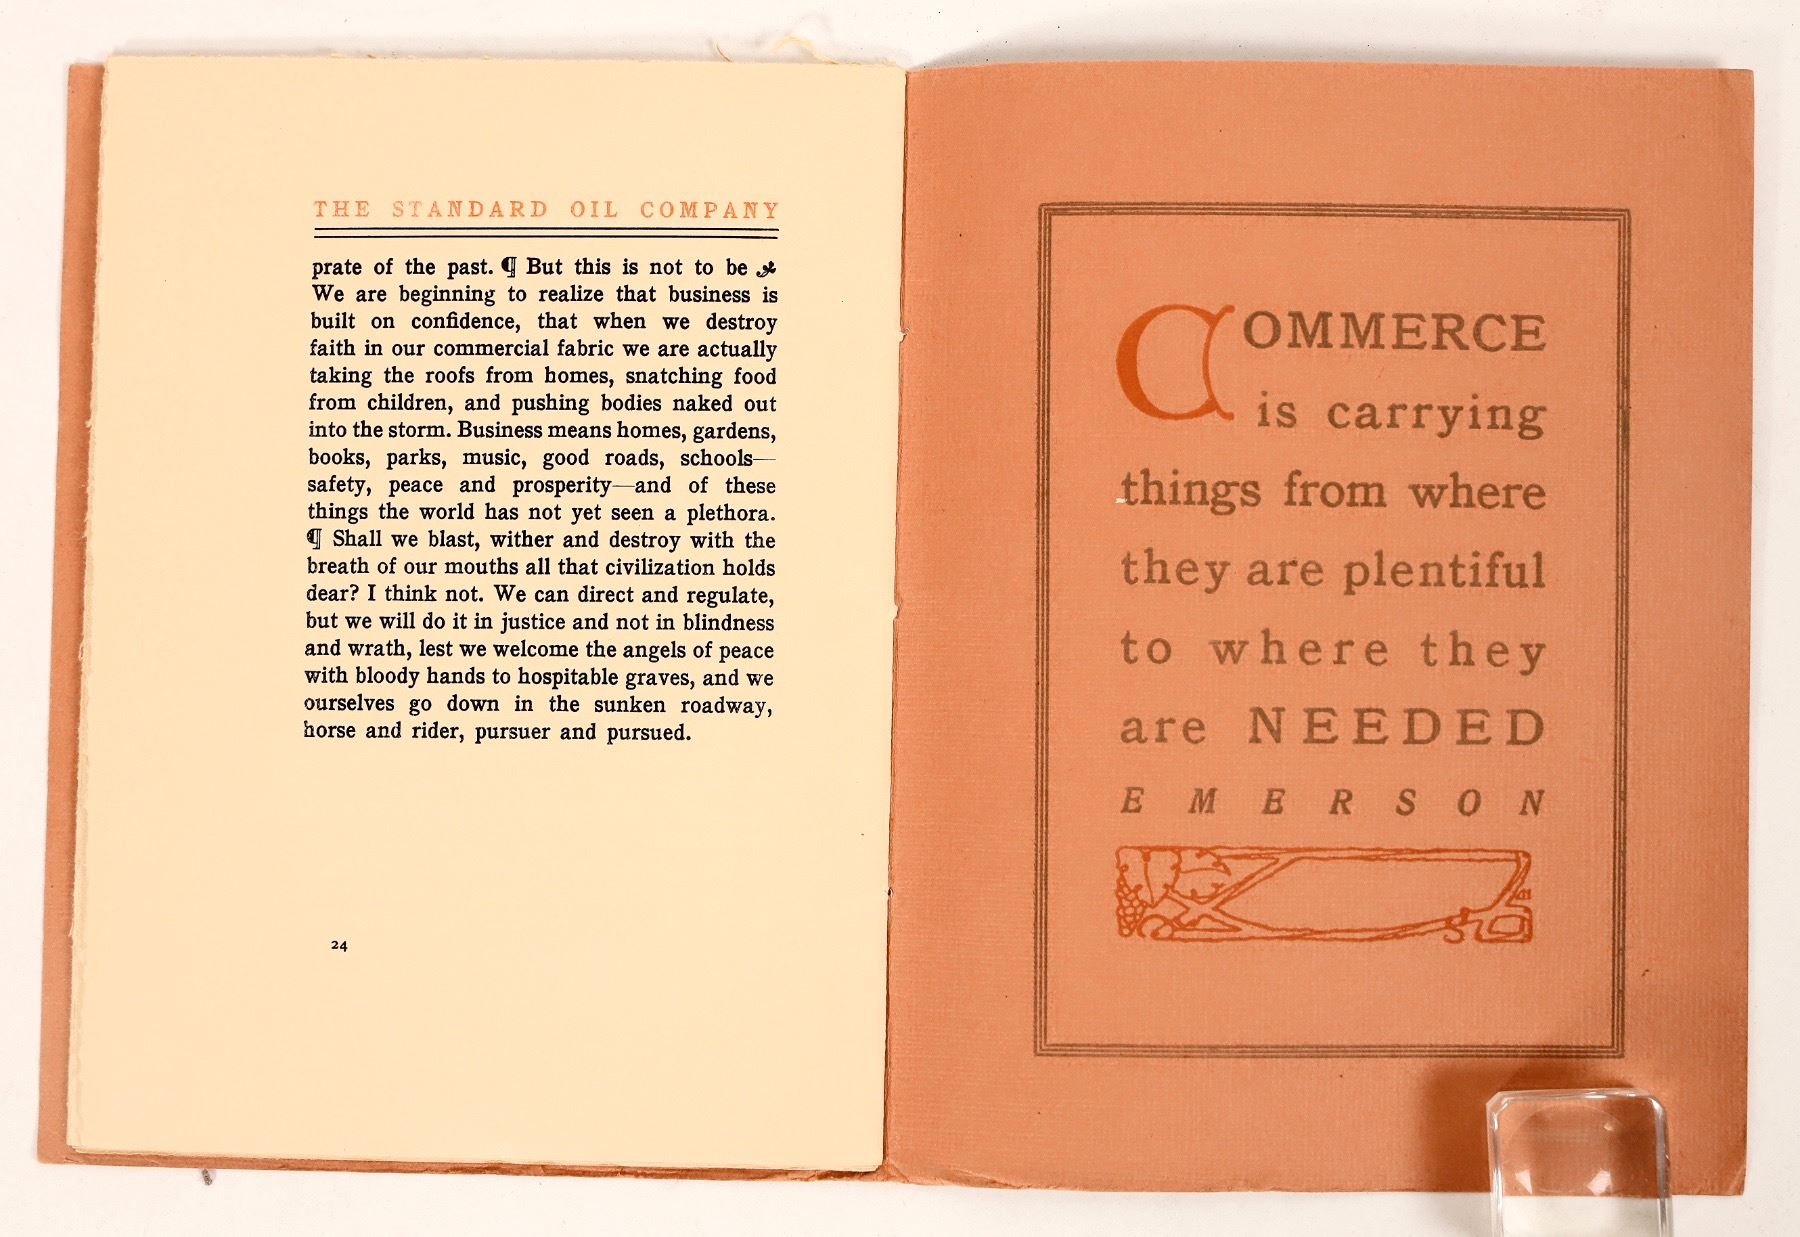 THE STANDARD OIL COMPANY
prate of the past. ¶ But this is not to be ❧
We are beginning to realize that business is
built on confidence, that when we destroy
faith in our commercial fabric we are actually
taking the roofs from homes, snatching food
from children, and pushing bodies naked out
into the storm. Business means homes, gardens,
books, parks, music, good roads, schools—
safety, peace and prosperity—and of these
things the world has not yet seen a plethora.
¶ Shall we blast, wither and destroy with the
breath of our mouths all that civilization holds
dear? I think not. We can direct and regulate,
but we will do it in justice and not in blindness
and wrath, lest we welcome the angels of peace
with bloody hands to hospitable graves, and we
ourselves go down in the sunken roadway,
horse and rider, pursuer and pursued.
24
COMMERCE
is carrying
things from where
they are plentiful
to where they
are NEEDED
EMERSON